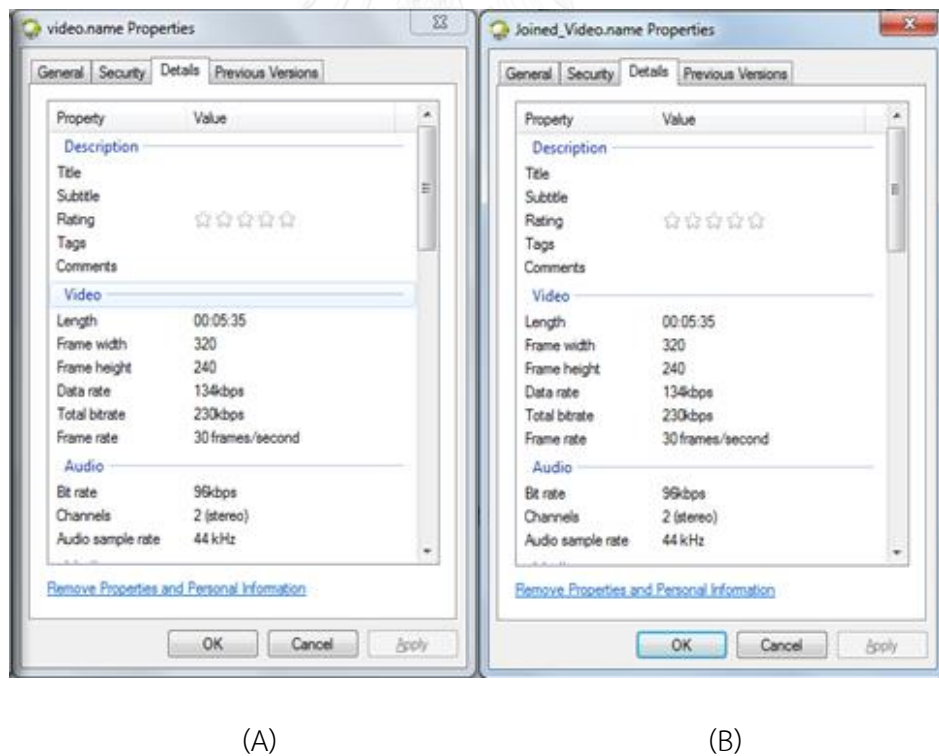 video.name Properties
General Security Details Previous Versions
Property Value
Description
Title
Subtitle
Rating
Tags
Comments
Video
Length 00:05:35
Frame width 320
Frame height 240
Data rate 134kbps
Total bitrate 230kbps
Frame rate 30 frames/second
Audio
Bit rate 96kbps
Channels 2 (stereo)
Audio sample rate 44 kHz
Remove Properties and Personal Information
OK Cancel Apply
(A)
Joined_Video.name Properties
General Security Details Previous Versions
Property Value
Description
Title
Subtitle
Rating
Tags
Comments
Video
Length 00:05:35
Frame width 320
Frame height 240
Data rate 134kbps
Total bitrate 230kbps
Frame rate 30 frames/second
Audio
Bit rate 96kbps
Channels 2 (stereo)
Audio sample rate 44 kHz
Remove Properties and Personal Information
OK Cancel Apply
(B)